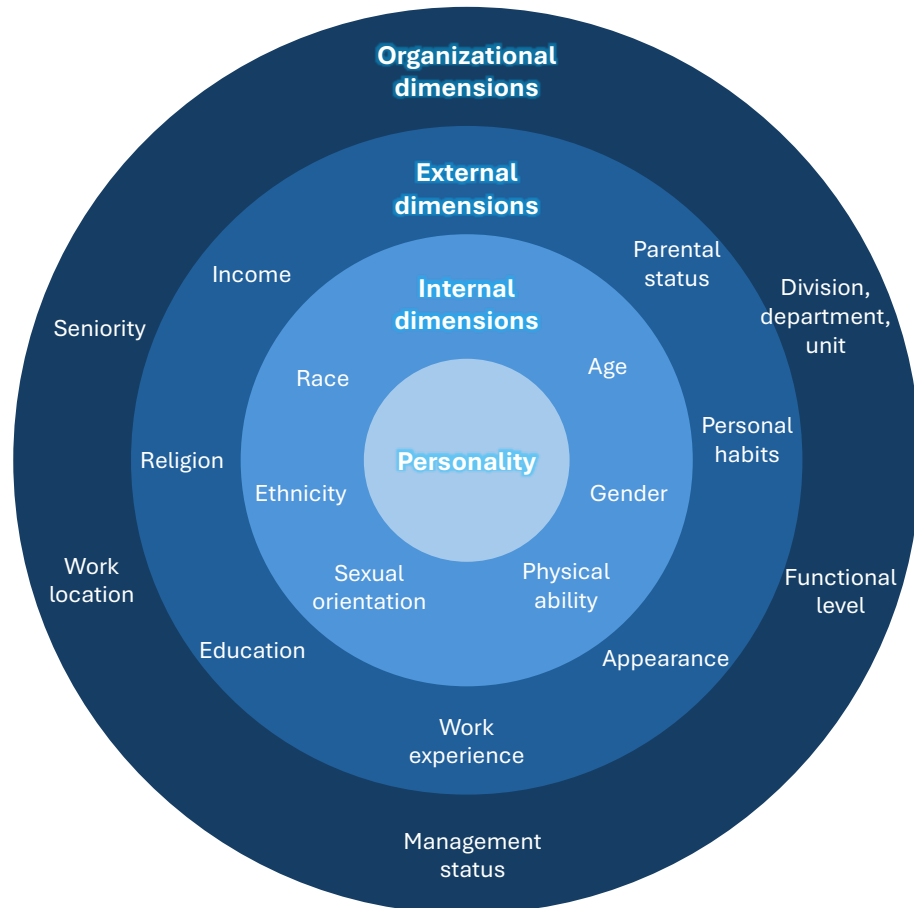 Organizational
dimensions
External
dimensions
Internal
dimensions
Personality
Race
Age
Ethnicity
Gender
Sexual
orientation
Physical
ability
Income
Parental
status
Religion
Personal
habits
Education
Appearance
Work
experience
Seniority
Division,
department,
unit
Work
location
Functional
level
Management
status